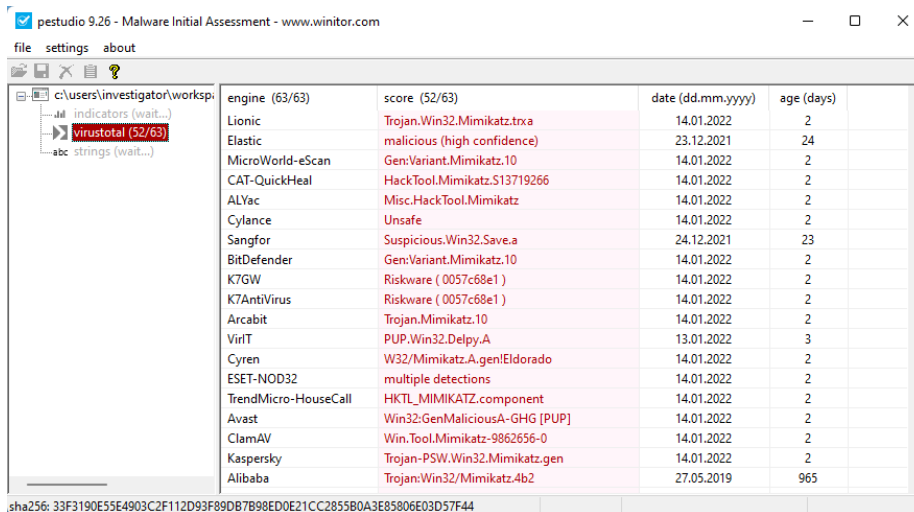 pestudio 9.26 - Malware Initial Assessment - www.winitor.com
file settings about
c:\users\investigator\workspa
indicators (wait...)
virustotal (52/63)
abc strings (wait...)
engine (63/63) score (52/63) date (dd.mm.yyyy) age (days)
Lionic Trojan.Win32.Mimikatz.trxa 14.01.2022 2
Elastic malicious (high confidence) 23.12.2021 24
MicroWorld-eScan Gen:Variant.Mimikatz.10 14.01.2022 2
CAT-QuickHeal HackTool.Mimikatz.S13719266 14.01.2022 2
ALYac Misc.HackTool.Mimikatz 14.01.2022 2
Cylance Unsafe 14.01.2022 2
Sangfor Suspicious.Win32.Save.a 24.12.2021 23
BitDefender Gen:Variant.Mimikatz.10 14.01.2022 2
K7GW Riskware ( 0057c68e1 ) 14.01.2022 2
K7AntiVirus Riskware ( 0057c68e1 ) 14.01.2022 2
Arcabit Trojan.Mimikatz.10 14.01.2022 2
VirIT PUP.Win32.Delpy.A 13.01.2022 3
Cyren W32/Mimikatz.A.gen!Eldorado 14.01.2022 2
ESET-NOD32 multiple detections 14.01.2022 2
TrendMicro-HouseCall HKTL_MIMIKATZ.component 14.01.2022 2
Avast Win32:GenMaliciousA-GHG [PUP] 14.01.2022 2
ClamAV Win.Tool.Mimikatz-9862656-0 14.01.2022 2
Kaspersky Trojan-PSW.Win32.Mimikatz.gen 14.01.2022 2
Alibaba Trojan:Win32/Mimikatz.4b2 27.05.2019 965
sha256: 33F3190E55E4903C2F112D93F89DB7B98ED0E21CC2855B0A3E85806E03D57F44